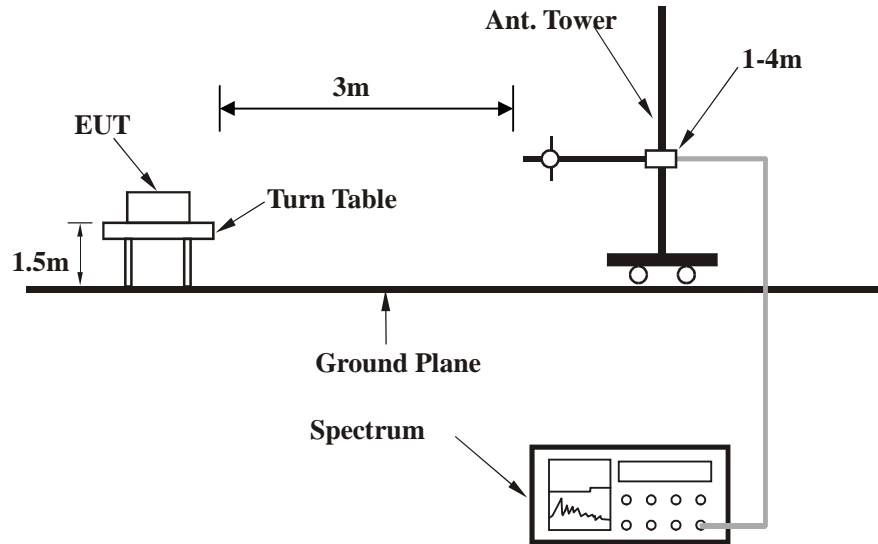 Ant. Tower
1-4m
3m
EUT
Turn Table
1.5m
Ground Plane
Spectrum